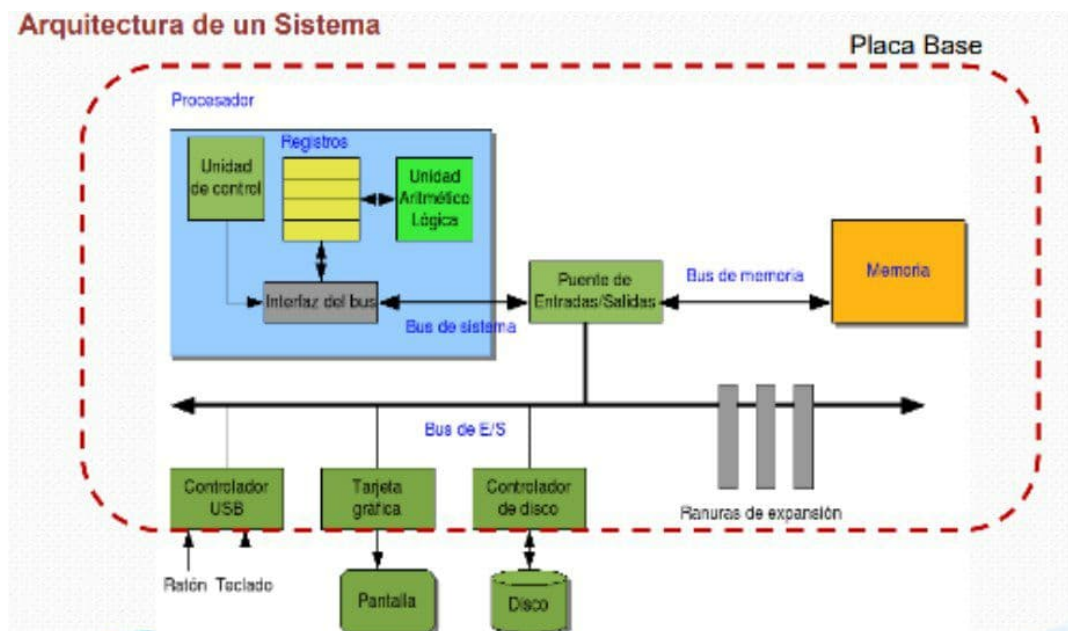 Arquitectura de un Sistema
Placa Base
Procesador
Registros
Unidad
de control
Unidad
Aritmético
Lógica
Interfaz del bus
Bus de sistema
Puente de
Entradas/Salidas
Bus de memoria
Memoria
Bus de E/S
Controlador
USB
Tarjeta
gráfica
Controlador
de disco
Ranuras de expansión
Ratón Teclado
Pantalla
Disco